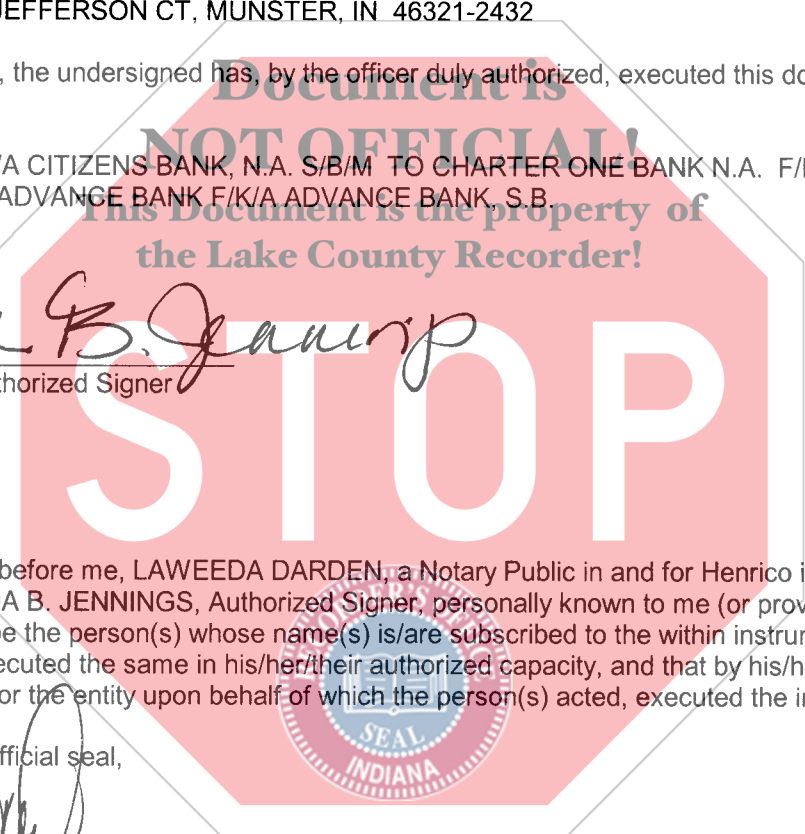 JEFFERSON CT, MUNSTER, IN 46321-2432
, the undersigned has, by the officer duly authorized, executed this do
Document is
NOT OFFICIAL!
/A CITIZENS BANK, N.A. S/B/M TO CHARTER ONE BANK N.A. F/
ADVANCE BANK F/K/A ADVANCE BANK, S.B.
This Document is the property of
the Lake County Recorder!
B. Jennings
thorized Signer
STOP
before me, LAWEEDA DARDEN, a Notary Public in and for Henrico i
A B. JENNINGS, Authorized Signer, personally known to me (or prov
be the person(s) whose name(s) is/are subscribed to the within instru
ecuted the same in his/her/their authorized capacity, and that by his/h
or the entity upon behalf of which the person(s) acted, executed the i
RECORDER'S OFFICE
SEAL
INDIANA
fficial seal,